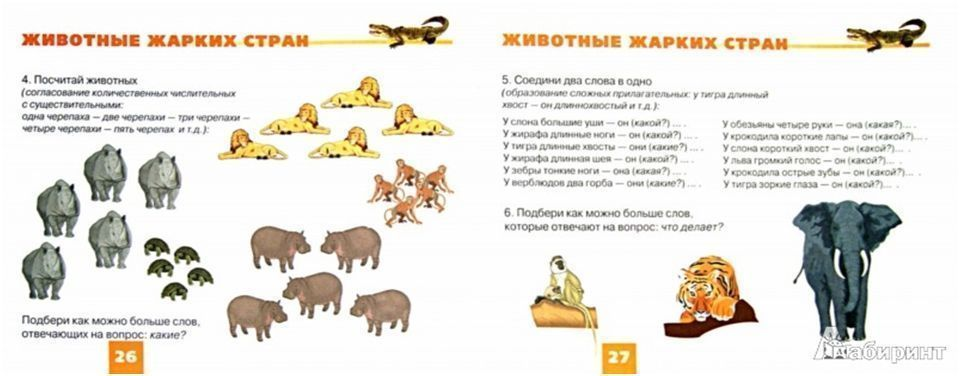 ЖИВОТНЫЕ ЖАРКИХ СТРАН
4. Посчитай животных
(согласование количественных числительных
с существительными:
одна черепаха — две черепахи — три черепахи —
четыре черепахи — пять черепах и т.д.):
Подбери как можно больше слов,
отвечающих на вопрос: какие?
26
ЖИВОТНЫЕ ЖАРКИХ СТРАН
5. Соедини два слова в одно
(образование сложных прилагательных: у тигра длинный
хвост — он длиннохвостый и т.д.):
У слона большие уши — он (какой?)... .
У жирафа длинные ноги — он (какой?)... .
У тигра длинные хвосты — они (какие?)... .
У жирафа длинная шея — он (какой?)... .
У зебры тонкие ноги — она (какая?)... .
У верблюдов два горба — они (какие?)... .
У обезьяны четыре руки — она (какая?)... .
У крокодила короткие лапы — он (какой?)... .
У слона короткий хвост — он (какой?)... .
У льва громкий голос — он (какой?)... .
У крокодила острые зубы — он (какой?)... .
У тигра зоркие глаза — он (какой?)... .
6. Подбери как можно больше слов,
которые отвечают на вопрос: что делает?
27
Лабиринт